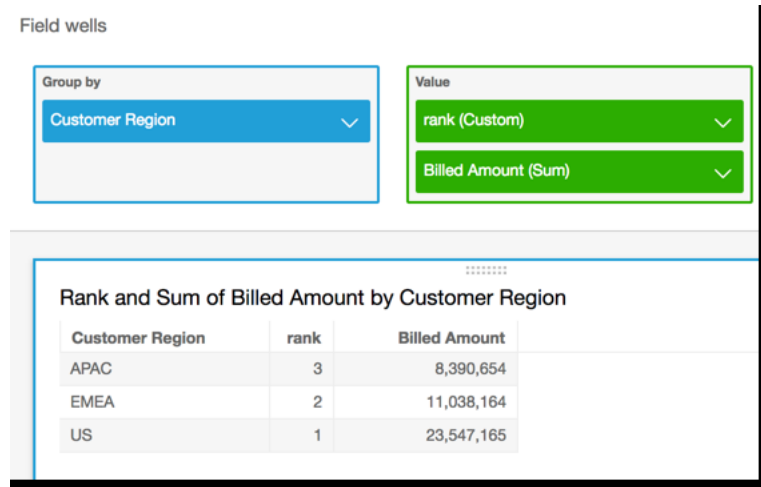 Field wells
Group by
Customer Region
Value
rank (Custom)
Billed Amount (Sum)
Rank and Sum of Billed Amount by Customer Region
Customer Region rank Billed Amount
APAC 3 8,390,654
EMEA 2 11,038,164
US 1 23,547,165